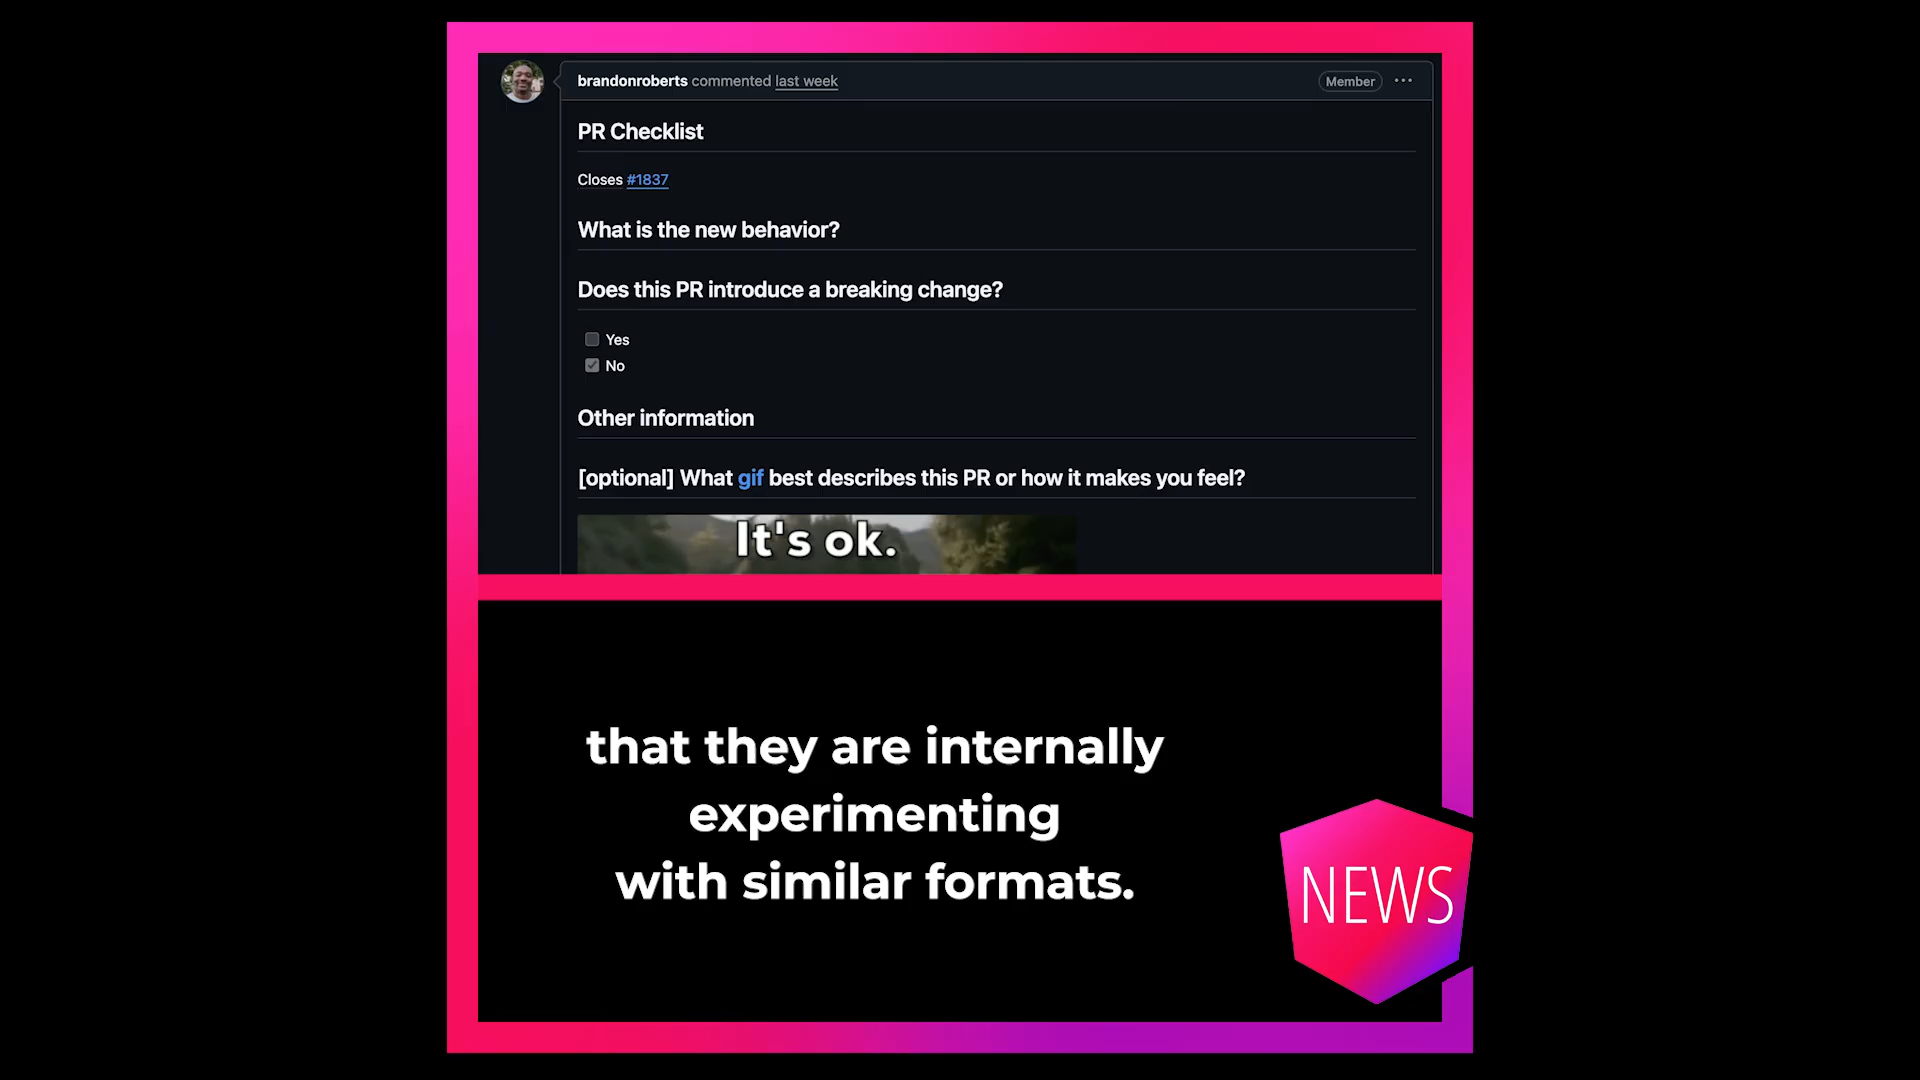 brandonroberts commented last week
Member
PR Checklist
Closes #1837
What is the new behavior?
Does this PR introduce a breaking change?
Yes
No
Other information
[optional] What gif best describes this PR or how it makes you feel?
It's ok.
that they are internally
experimenting
with similar formats.
NEWS